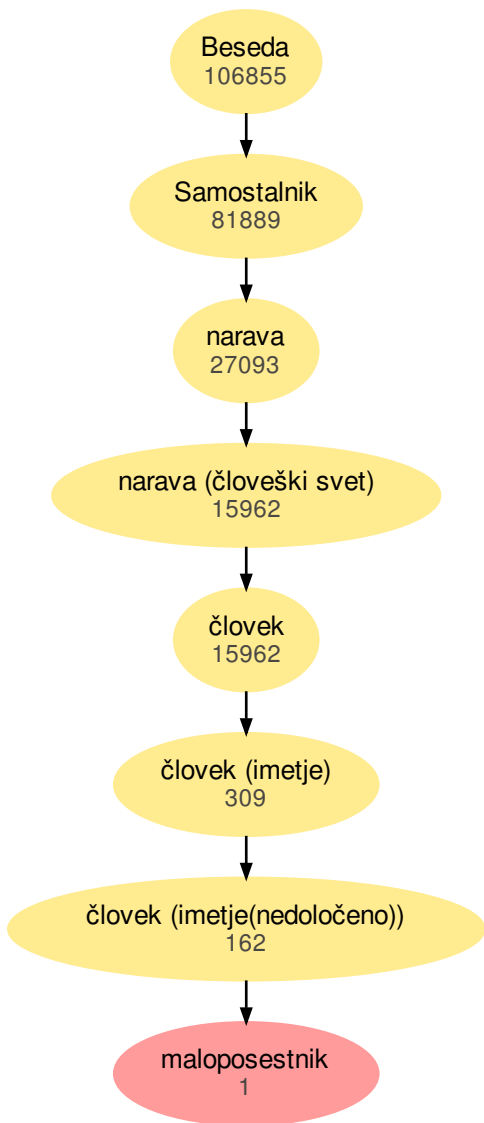 Beseda
106855
Samostalnik
81889
narava
27093
narava (človeški svet)
15962
človek
15962
človek (imetje)
309
človek (imetje(nedoločeno))
162
maloposestnik
1